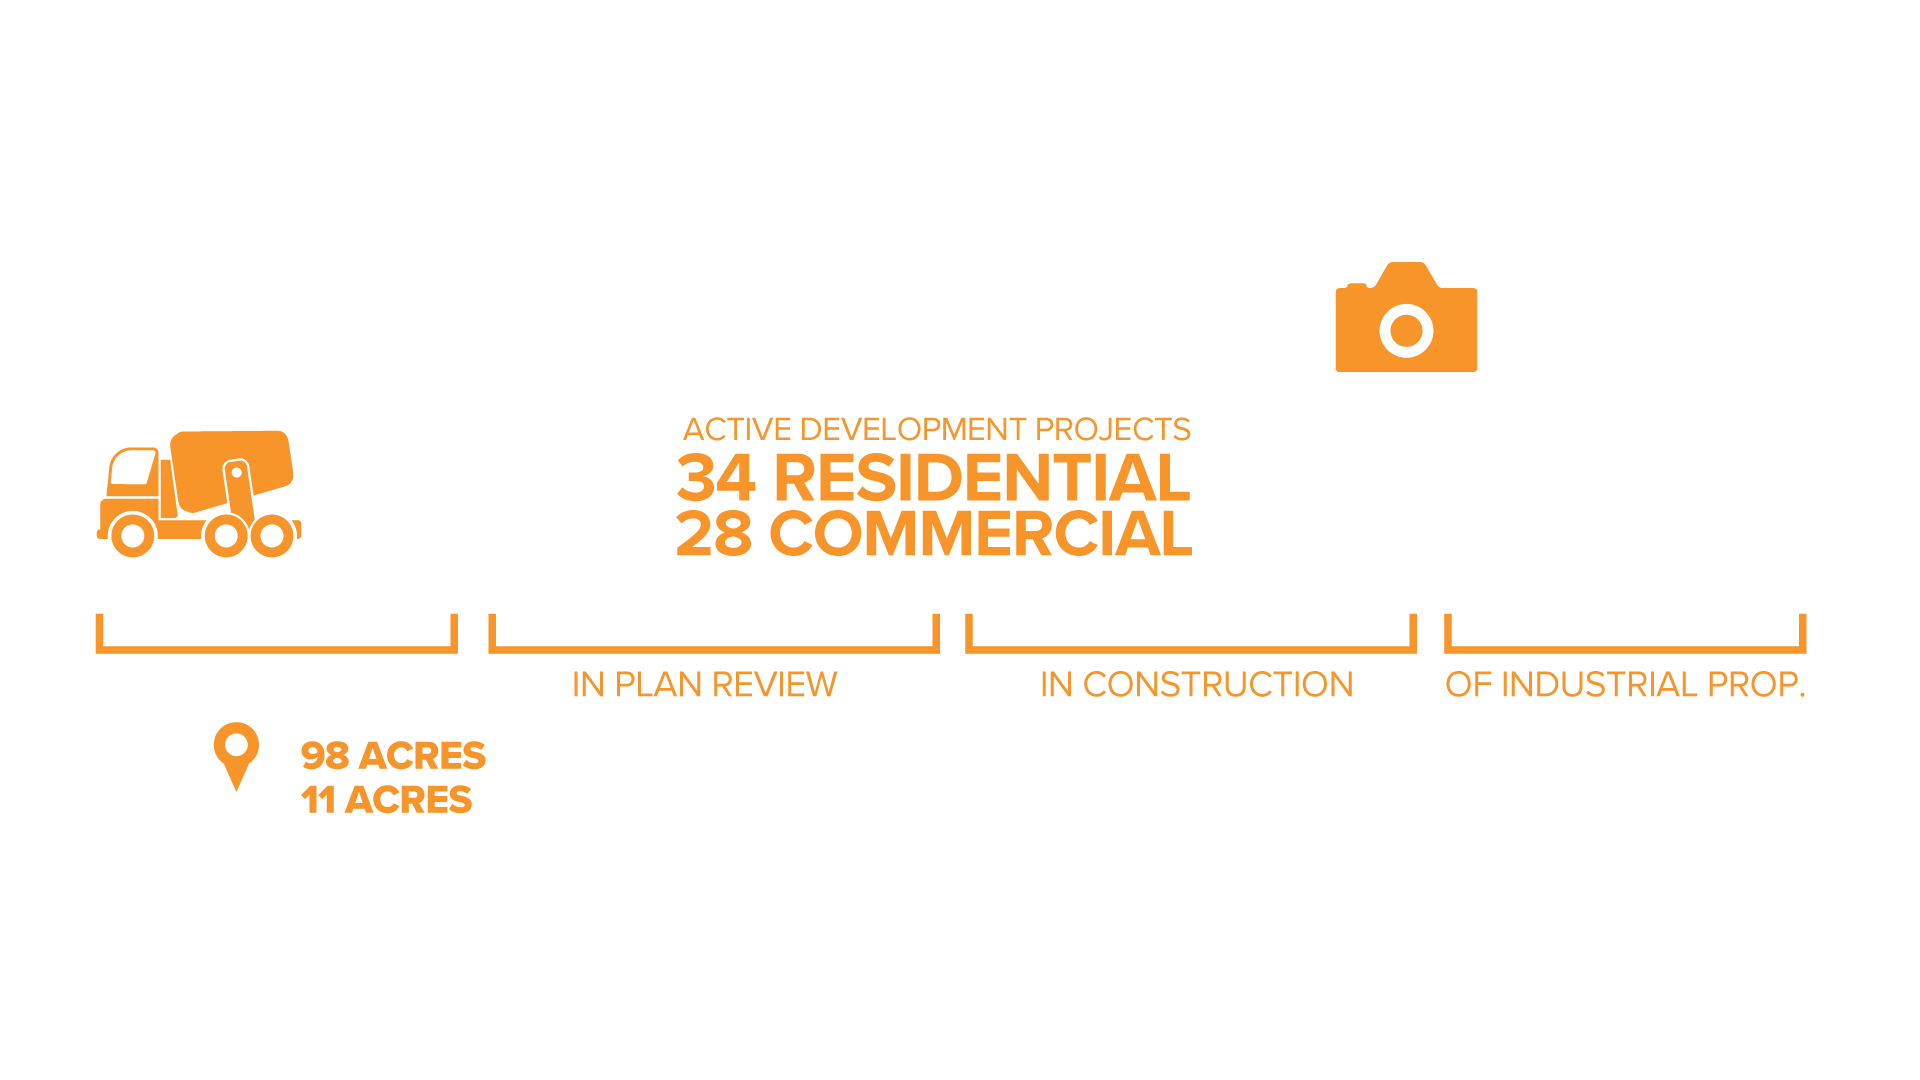 ACTIVE DEVELOPMENT PROJECTS
34 RESIDENTIAL
28 COMMERCIAL
IN PLAN REVIEW
IN CONSTRUCTION
OF INDUSTRIAL PROP.
98 ACRES
11 ACRES